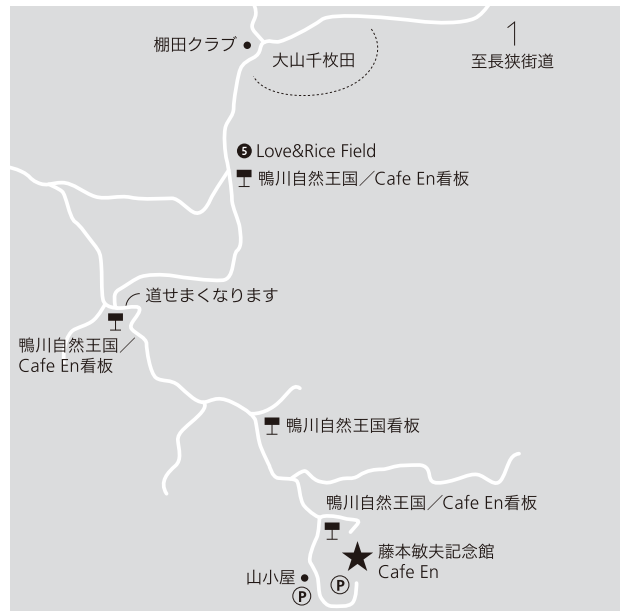 棚田クラブ
大山千枚田
至長狭街道
❺ Love&Rice Field
鴨川自然王国／Cafe En看板
道せまくなります
鴨川自然王国／
Cafe En看板
鴨川自然王国看板
鴨川自然王国／Cafe En看板
藤本敏夫記念館
Cafe En
山小屋
P
P